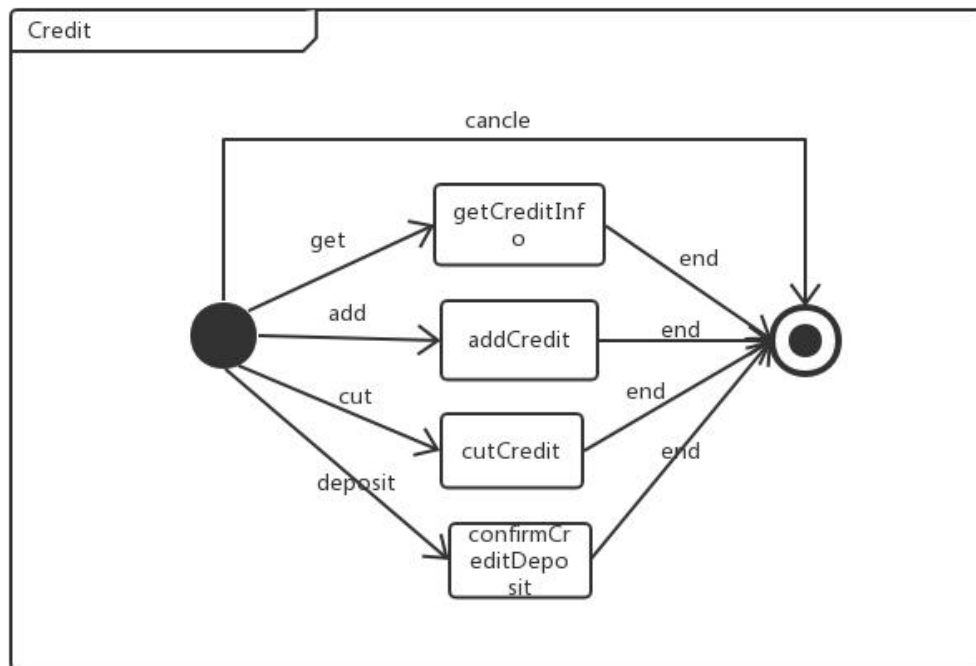 Credit
cancle
getCreditInf
o
get
end
add
addCredit
end
cut
cutCredit
end
deposit
end
confirmCr
editDepo
sit